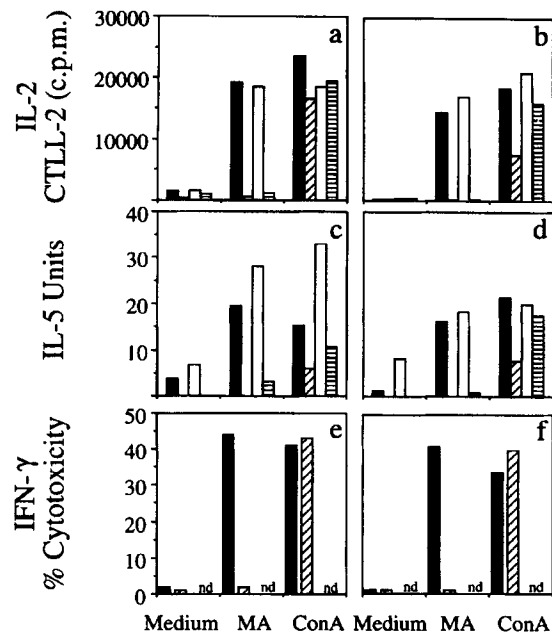 IL-2
CTLL-2 (c.p.m.)
30000
20000
10000
a
b
IL-5 Units
40
30
20
10
c
d
IFN-γ
% Cytotoxicity
50
40
30
20
10
0
e
f
nd nd nd nd nd nd
Medium MA ConA Medium MA ConA